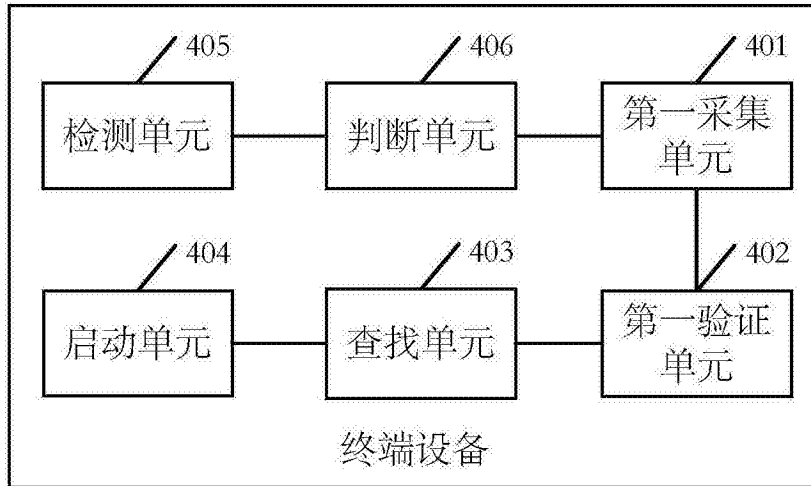 405
406
401
检测单元
判断单元
第一采集
单元
404
403
402
启动单元
查找单元
第一验证
单元
终端设备